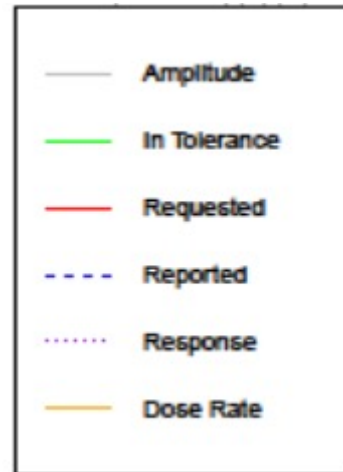 Amplitude
In Tolerance
Requested
Reported
Response
Dose Rate